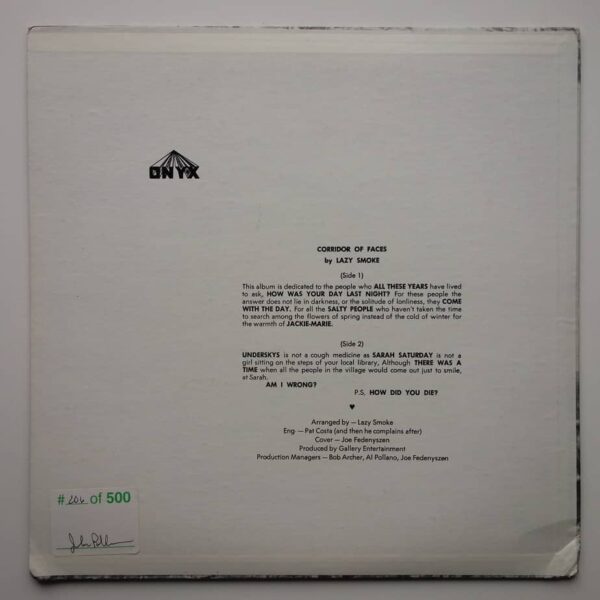 ONYX
CORRIDOR OF FACES
by LAZY SMOKE
(Side 1)
This album is dedicated to the people who ALL THESE YEARS have lived
to ask, HOW WAS YOUR DAY LAST NIGHT? For these people the
answer does not lie in darkness, or the solitude of lonliness, they COME
WITH THE DAY. For all the SALTY PEOPLE who haven't taken the time
to search among the flowers of spring instead of the cold of winter for
the warmth of JACKIE-MARIE.
(Side 2)
UNDERSKYS is not a cough medicine as SARAH SATURDAY is not a
girl sitting on the steps of your local library, Although THERE WAS A
TIME when all the people in the village would come out just to smile,
at Sarah.
AM I WRONG?
P.S, HOW DID YOU DIE?
Arranged by — Lazy Smoke
Eng — Pat Costa (and then he complains after)
Cover — Joe Fedenyszen
Produced by Gallery Entertainment
Production Managers — Bob Archer, Al Pollano, Joe Fedenyszen
# 206 of 500